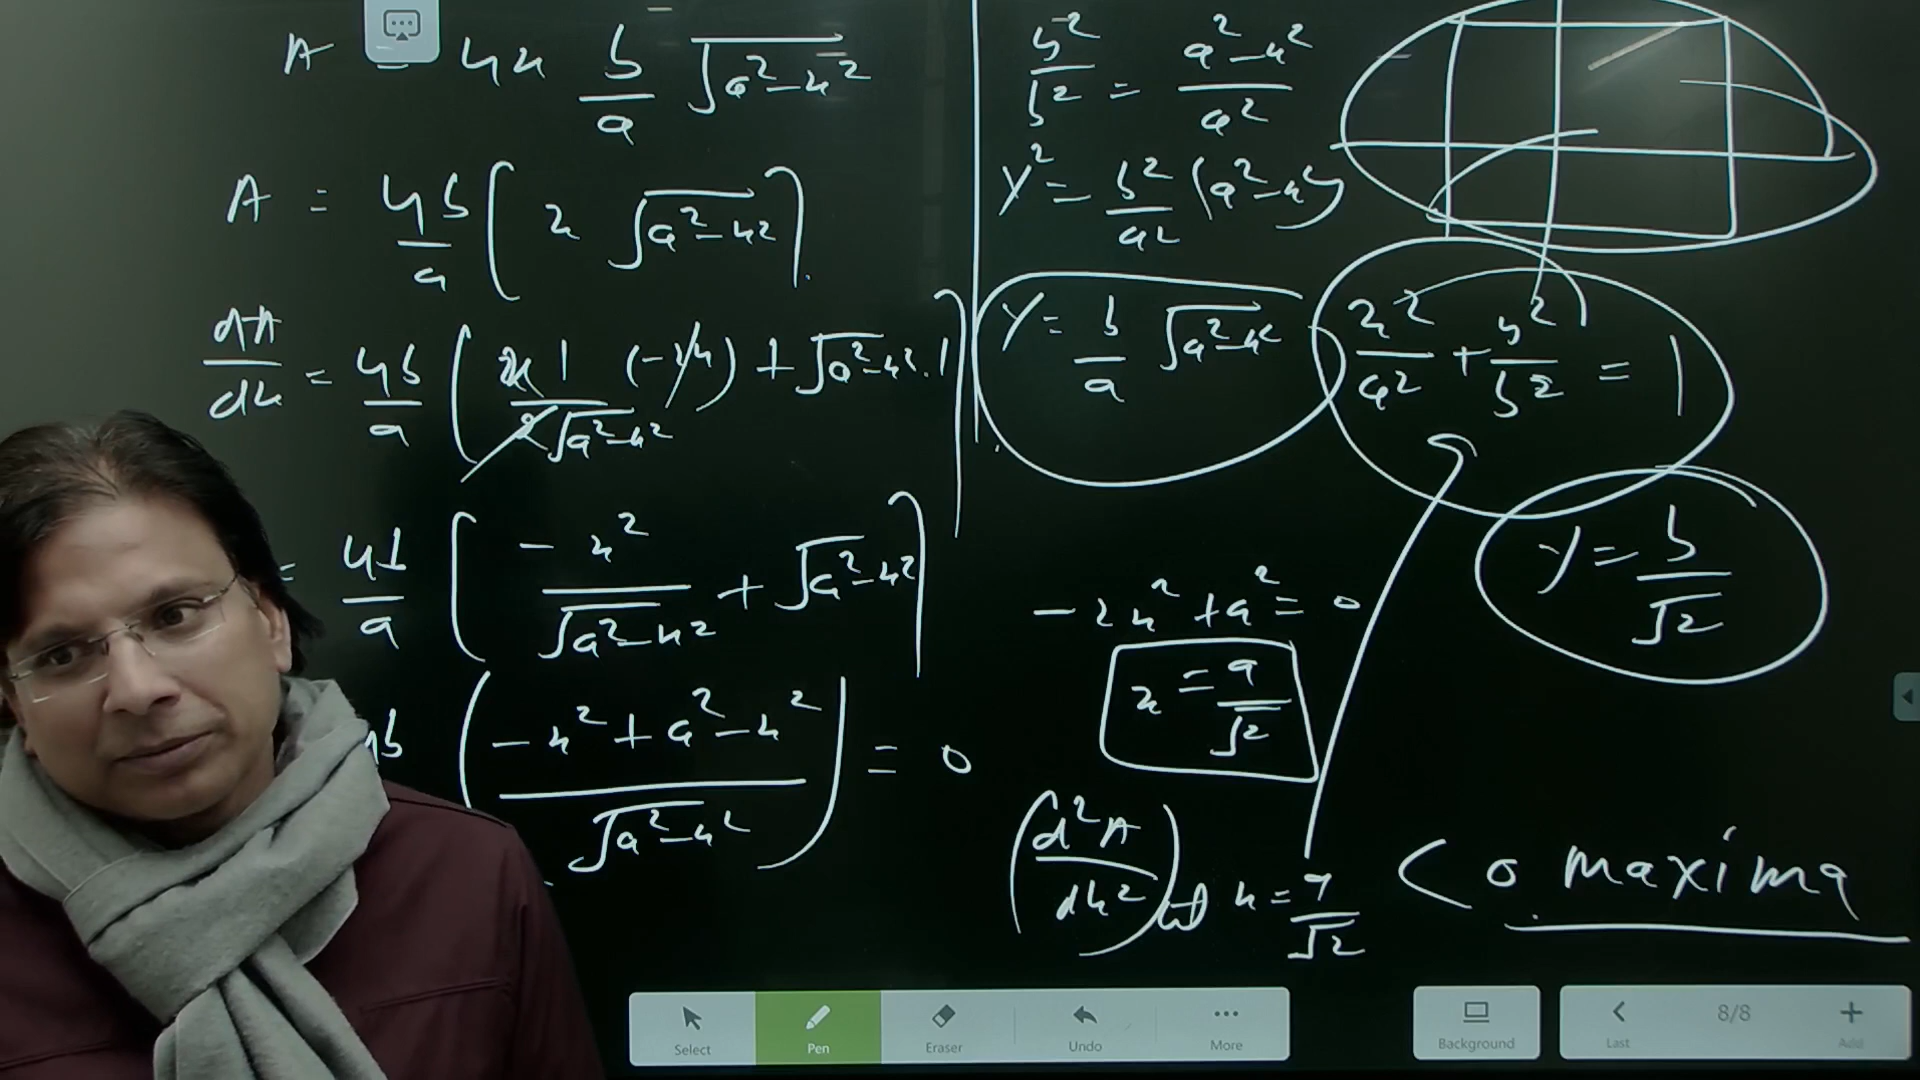 A = 4x b/a √(a²-x²)
A = 4b/a [ x √(a²-x²) ]
dA/dx = 4b/a ( x 1/(2√(a²-x²)) (-2x) + √(a²-x²) . 1 ]
= 4b/a [ -x²/√(a²-x²) + √(a²-x²) ]
4b ( (-x²+a²-x²)/√(a²-x²) ) = 0
y²/b² = (a²-x²)/a²
y² = b²/a² (a²-x²)
y = b/a √(a²-x²)
x²/a² + y²/b² = 1
y = b/√2
-2x² + a² = 0
x = a/√2
(d²A/dx²) at x = a/√2 < 0 maxima
Select Pen Eraser Undo More Background Last 8/8 Add